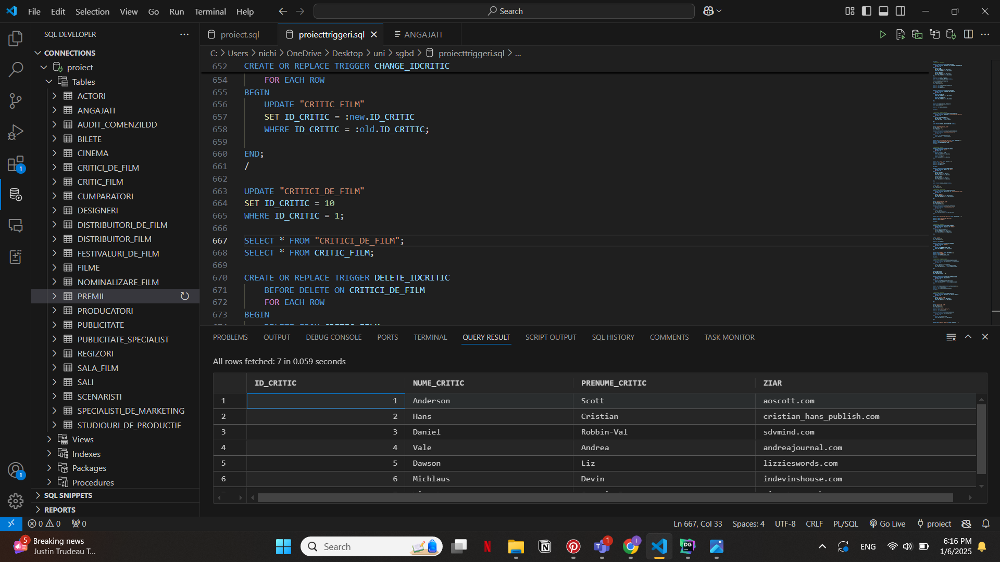 File Edit Selection View Go Run Terminal Help
Search
SQL DEVELOPER
CONNECTIONS
proiect
Tables
ACTORI
ANGAJATI
AUDIT_COMENZILDD
BILETE
CINEMA
CRITICI_DE_FILM
CRITIC_FILM
CUMPARATORI
DESIGNERI
DISTRIBUITORI_DE_FILM
DISTRIBUITOR_FILM
FESTIVALURI_DE_FILM
FILME
NOMINALIZARE_FILM
PREMII
PRODUCATORI
PUBLICITATE
PUBLICITATE_SPECIALIST
REGIZORI
SALA_FILM
SALI
SCENARISTI
SPECIALISTI_DE_MARKETING
STUDIOURI_DE_PRODUCTIE
Views
Indexes
Packages
Procedures
SQL SNIPPETS
REPORTS
1
1
proiect.sql proiecttriggeri.sql ANGAJATI
C: > Users > nichi > OneDrive > Desktop > uni > sgbd > proiecttriggeri.sql > ...
652 CREATE OR REPLACE TRIGGER CHANGE_IDCRITIC
654 FOR EACH ROW
655 BEGIN
656 UPDATE "CRITIC_FILM"
657 SET ID_CRITIC = :new.ID_CRITIC
658 WHERE ID_CRITIC = :old.ID_CRITIC;
659
660 END;
661 /
662
663 UPDATE "CRITICI_DE_FILM"
664 SET ID_CRITIC = 10
665 WHERE ID_CRITIC = 1;
666
667 SELECT * FROM "CRITICI_DE_FILM";
668 SELECT * FROM CRITIC_FILM;
669
670 CREATE OR REPLACE TRIGGER DELETE_IDCRITIC
671 BEFORE DELETE ON CRITICI_DE_FILM
672 FOR EACH ROW
673 BEGIN
PROBLEMS OUTPUT DEBUG CONSOLE PORTS TERMINAL QUERY RESULT SCRIPT OUTPUT SQL HISTORY COMMENTS TASK MONITOR
All rows fetched: 7 in 0.059 seconds
ID_CRITIC NUME_CRITIC PRENUME_CRITIC ZIAR
1 1 Anderson Scott aoscott.com
2 2 Hans Cristian cristian_hans_publish.com
3 3 Daniel Robbin-Val sdvmind.com
4 4 Vale Andrea andreajournal.com
5 5 Dawson Liz lizzieswords.com
6 6 Michlaus Devin indevinshouse.com
0 0 0 Ln 667, Col 33 Spaces: 4 UTF-8 CRLF PL/SQL Go Live proiect
5 Breaking news
Justin Trudeau T...
Search
N
DG
1
ENG
6:16 PM
1/6/2025